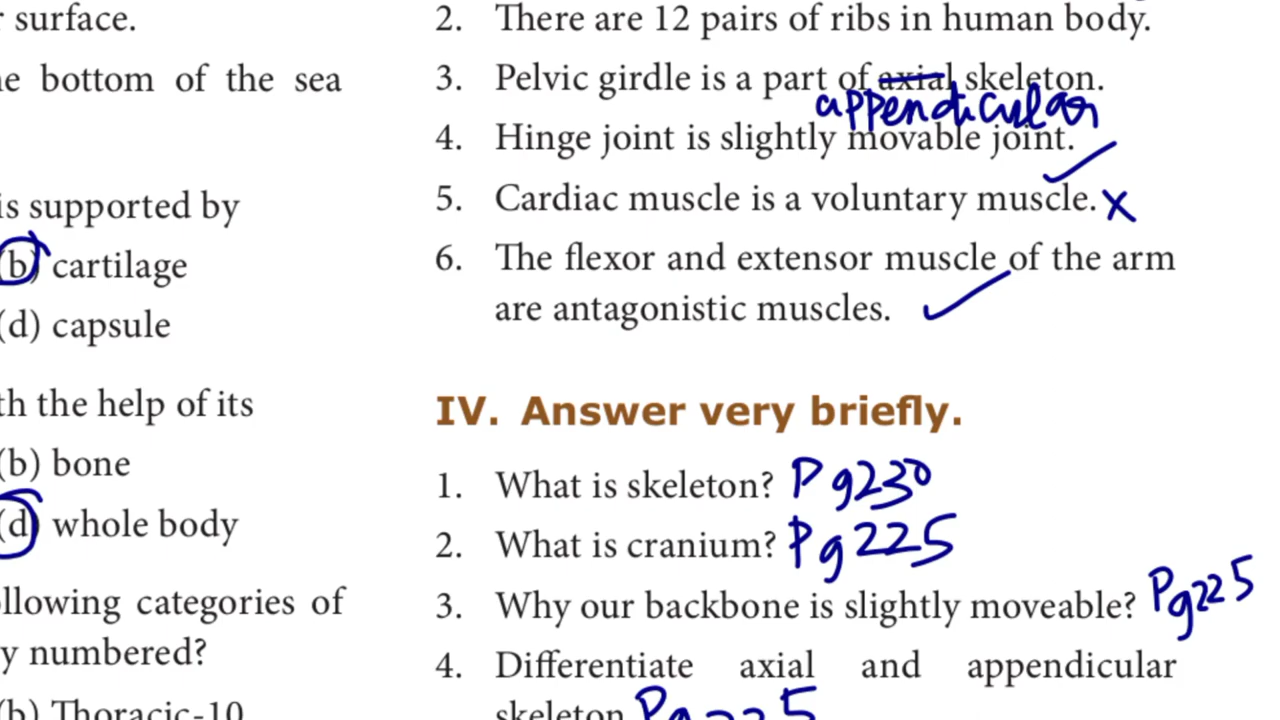 r surface.
e bottom of the sea
is supported by
(b) cartilage
(d) capsule
th the help of its
(b) bone
(d) whole body
ollowing categories of
y numbered?
(b) Thoracic-10
2. There are 12 pairs of ribs in human body.
3. Pelvic girdle is a part of axial skeleton.
appendicular
4. Hinge joint is slightly movable joint.
5. Cardiac muscle is a voluntary muscle. x
6. The flexor and extensor muscle of the arm
are antagonistic muscles.
IV. Answer very briefly.
1. What is skeleton? Pg230
2. What is cranium? Pg225
3. Why our backbone is slightly moveable? Pg225
4. Differentiate axial and appendicular
skeleton Pg225